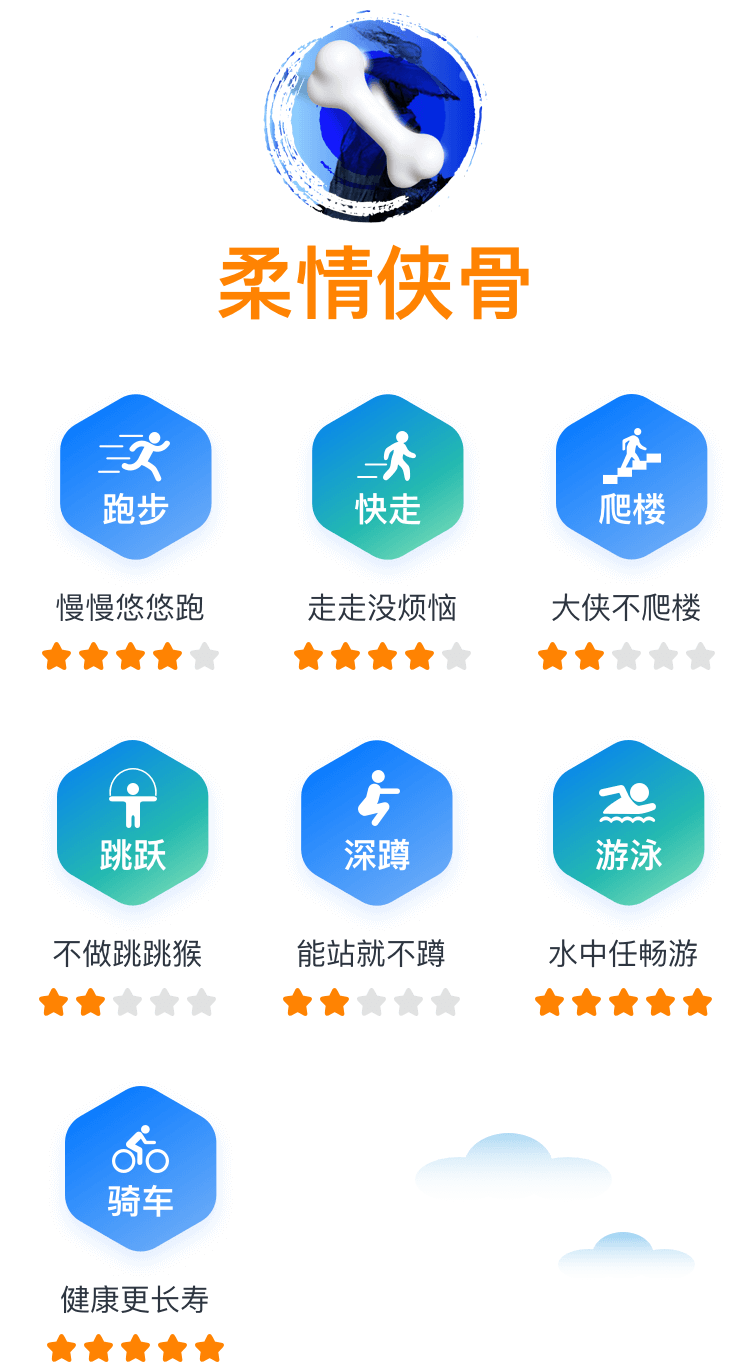 柔情侠骨
跑步
快走
爬楼
慢慢悠悠跑
走走没烦恼
大侠不爬楼
跳跃
深蹲
游泳
不做跳跳猴
能站就不蹲
水中任畅游
骑车
健康更长寿